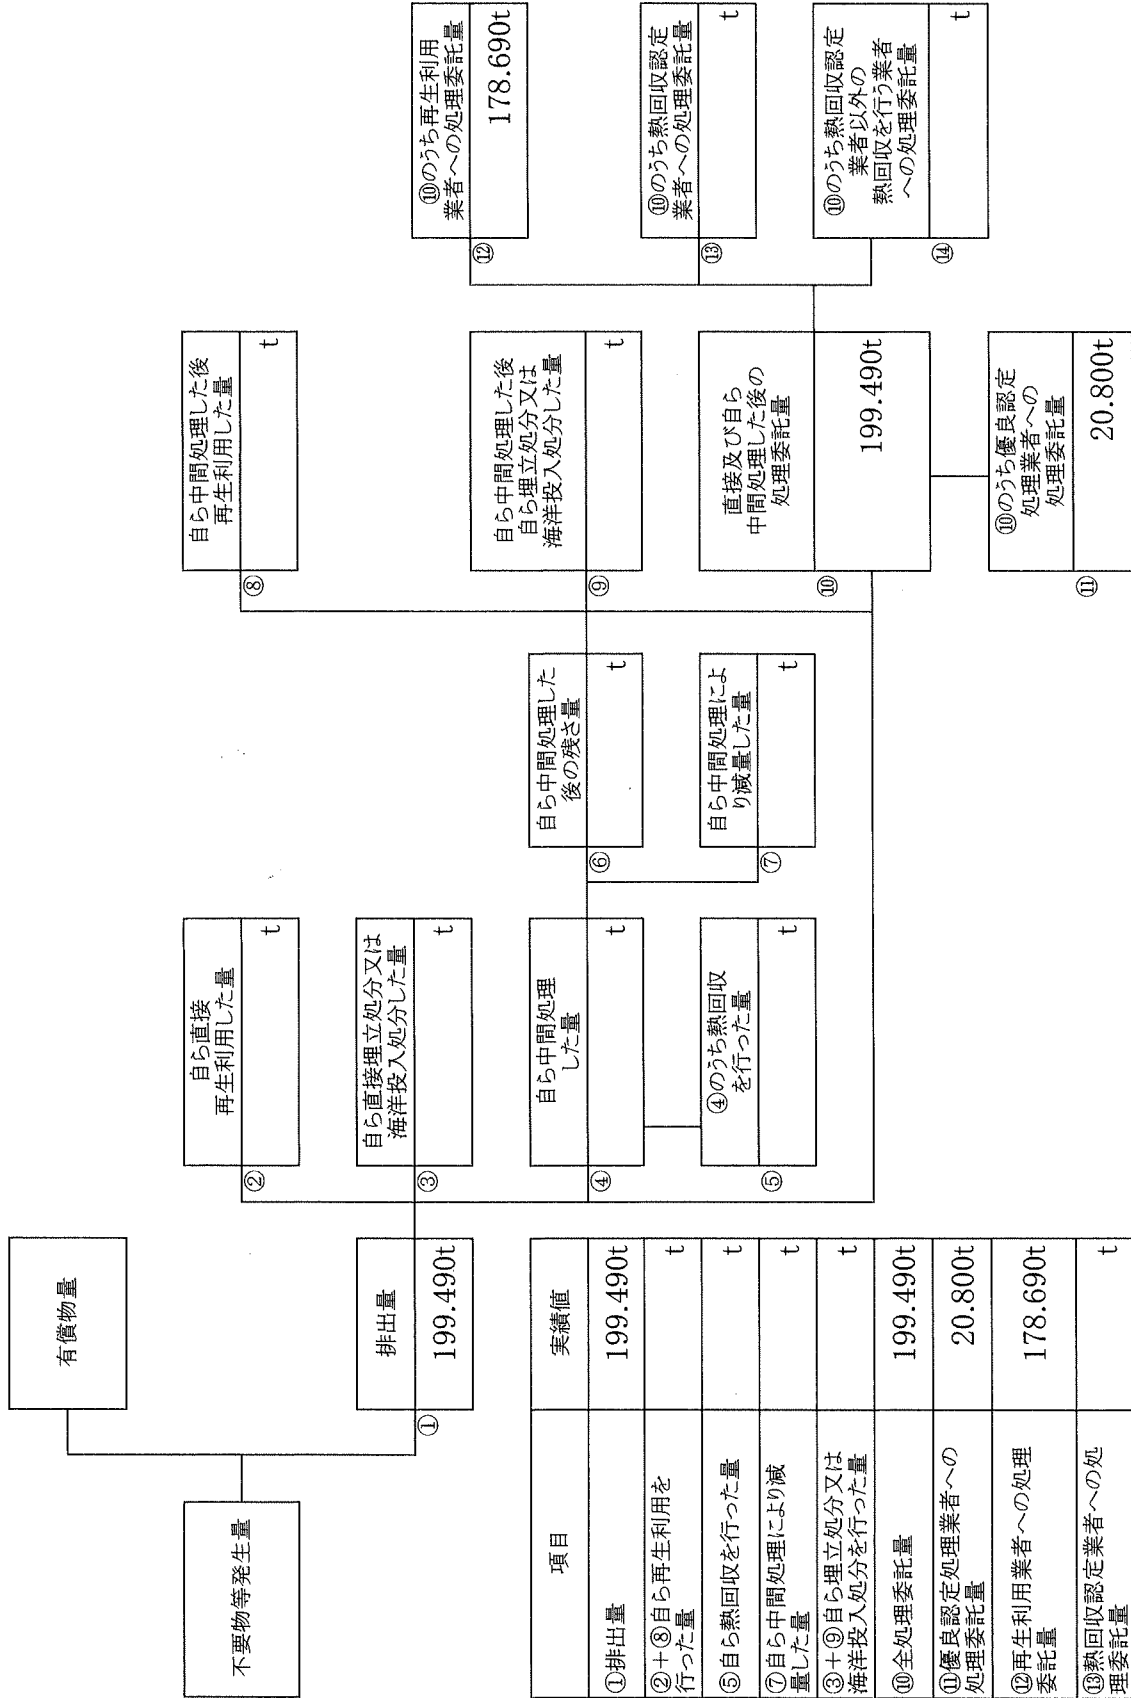 不要物等発生量
有償物量
①
排出量
199.490t
②
自ら直接
再生利用した量
t
③
自ら直接埋立処分又は
海洋投入処分した量
t
④
自ら中間処理
した量
t
⑤
④のうち熱回収
を行った量
t
⑥
自ら中間処理した
後の残さ量
t
⑦
自ら中間処理によ
り減量した量
t
⑧
自ら中間処理した後
再生利用した量
t
⑨
自ら中間処理した後
自ら埋立処分又は
海洋投入処分した量
t
⑩
直接及び自ら
中間処理した後の
処理委託量
199.490t
⑪
⑩のうち優良認定
処理業者への
処理委託量
20.800t
⑫
⑩のうち再生利用
業者への処理委託量
178.690t
⑬
⑩のうち熱回収認定
業者への処理委託量
t
⑭
⑩のうち熱回収認定
業者以外の
熱回収を行う業者
への処理委託量
t
項目
実績値
①排出量
199.490t
②+⑧自ら再生利用を
行った量
t
⑤自ら熱回収を行った量
t
⑦自ら中間処理により減
量した量
t
③+⑨自ら埋立処分又は
海洋投入処分を行った量
t
⑩全処理委託量
199.490t
⑪優良認定処理業者への
処理委託量
20.800t
⑫再生利用業者への処理
委託量
178.690t
⑬熱回収認定業者への処
理委託量
t